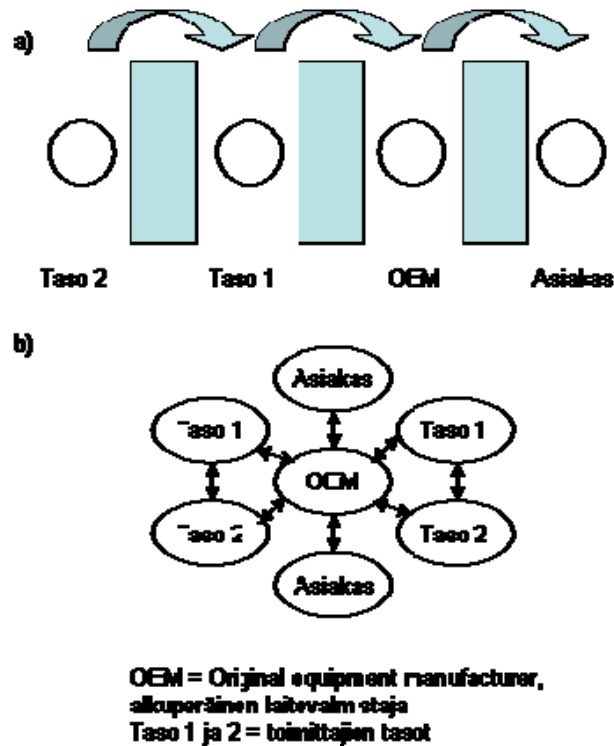 a)
Taso 2 Taso 1 OEM Asiakas
b)
Asiakas
Taso 1 Taso 1
OEM
Taso 2 Taso 2
Asiakas
OEM = Original equipment manufacturer,
alkuperäinen laitevalmistaja
Taso 1 ja 2 = toimittajien tasot